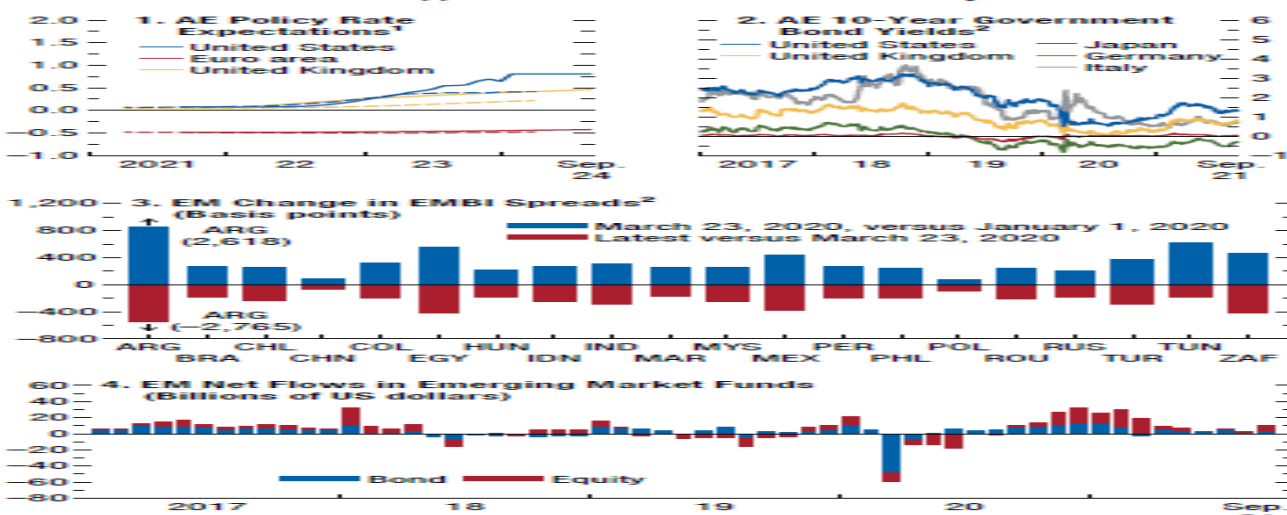 1. AE Policy Rate
Expectations¹
United States
Euro area
United Kingdom
2.0
1.5
1.0
0.5
0.0
–0.5
–1.0
2021 22 23 Sep.
24
2. AE 10-Year Government
Bond Yields²
United States
United Kingdom
Japan
Germany
Italy
6
5
4
3
2
1
0
–1
2017 18 19 20 Sep.
21
3. EM Change in EMBI Spreads²
(Basis points)
ARG
(2,618)
March 23, 2020, versus January 1, 2020
Latest versus March 23, 2020
ARG
(–2,765)
1,200
800
400
0
–400
–800
ARG CHL COL HUN IND MYS PER POL RUS TUN
BRA CHN EGY IDN MAR MEX PHL ROU TUR ZAF
4. EM Net Flows in Emerging Market Funds
(Billions of US dollars)
60
40
20
0
–20
–40
–60
–80
Bond Equity
2017 18 19 20 Sep.